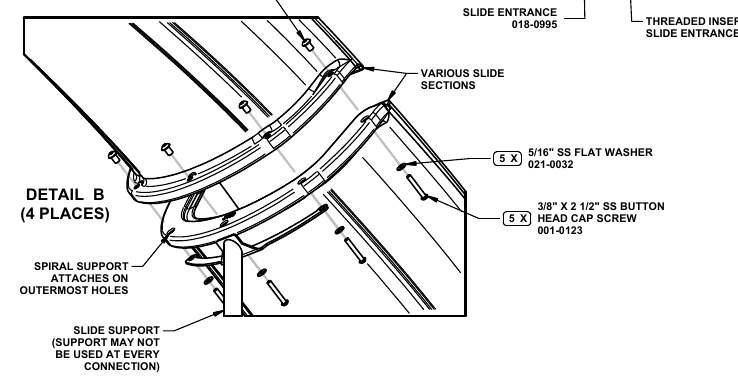 SLIDE ENTRANCE
018-0995
SLIDE ENTRANCE
VARIOUS SLIDE
SECTIONS
5 X
5/16" SS FLAT WASHER
021-0032
5 X
3/8" X 2 1/2" SS BUTTON
HEAD CAP SCREW
001-0123
DETAIL B
(4 PLACES)
SPIRAL SUPPORT
ATTACHES ON
OUTERMOST HOLES
SLIDE SUPPORT
(SUPPORT MAY NOT
BE USED AT EVERY
CONNECTION)